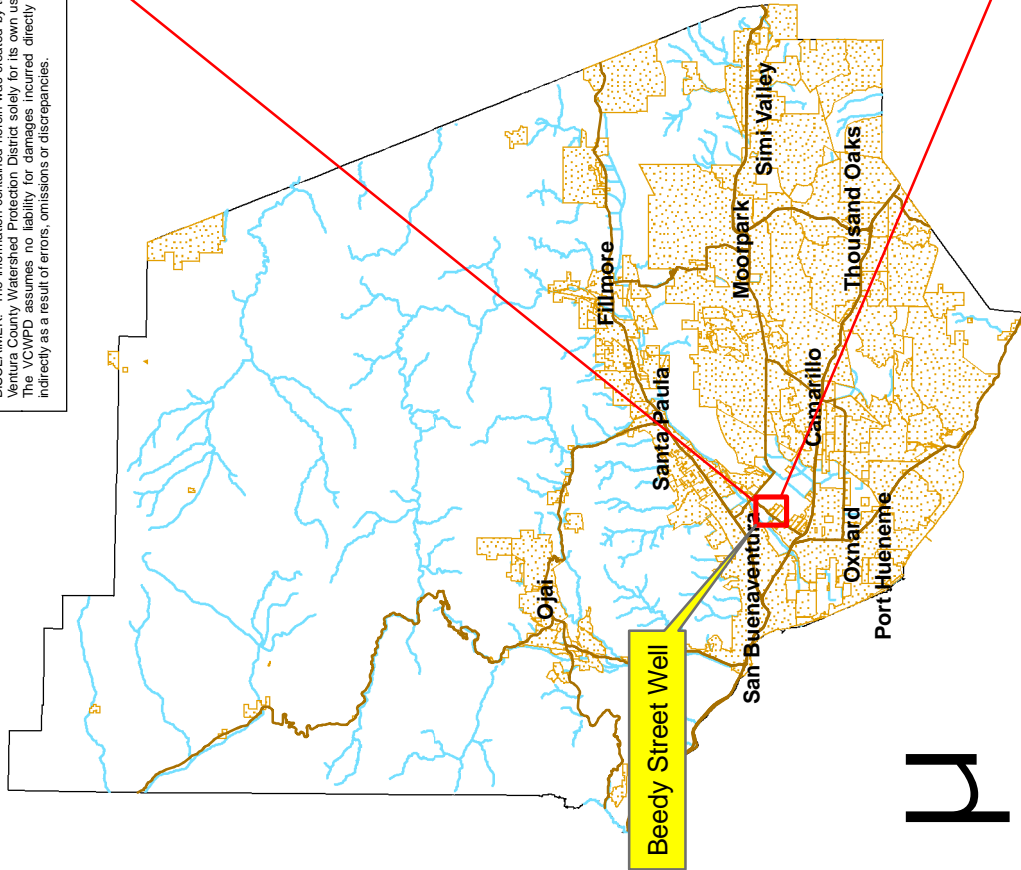 Ventura County Watershed Protection District solely for its own us
The VCWPD assumes no liability for damages incurred directly
indirectly as a result of errors, omissions or discrepancies.
Ojai
Fillmore
Santa Paula
Moorpark
Simi Valley
San Buenaventura
Camarillo
Thousand Oaks
Oxnard
Port Hueneme
Beedy Street Well
µ